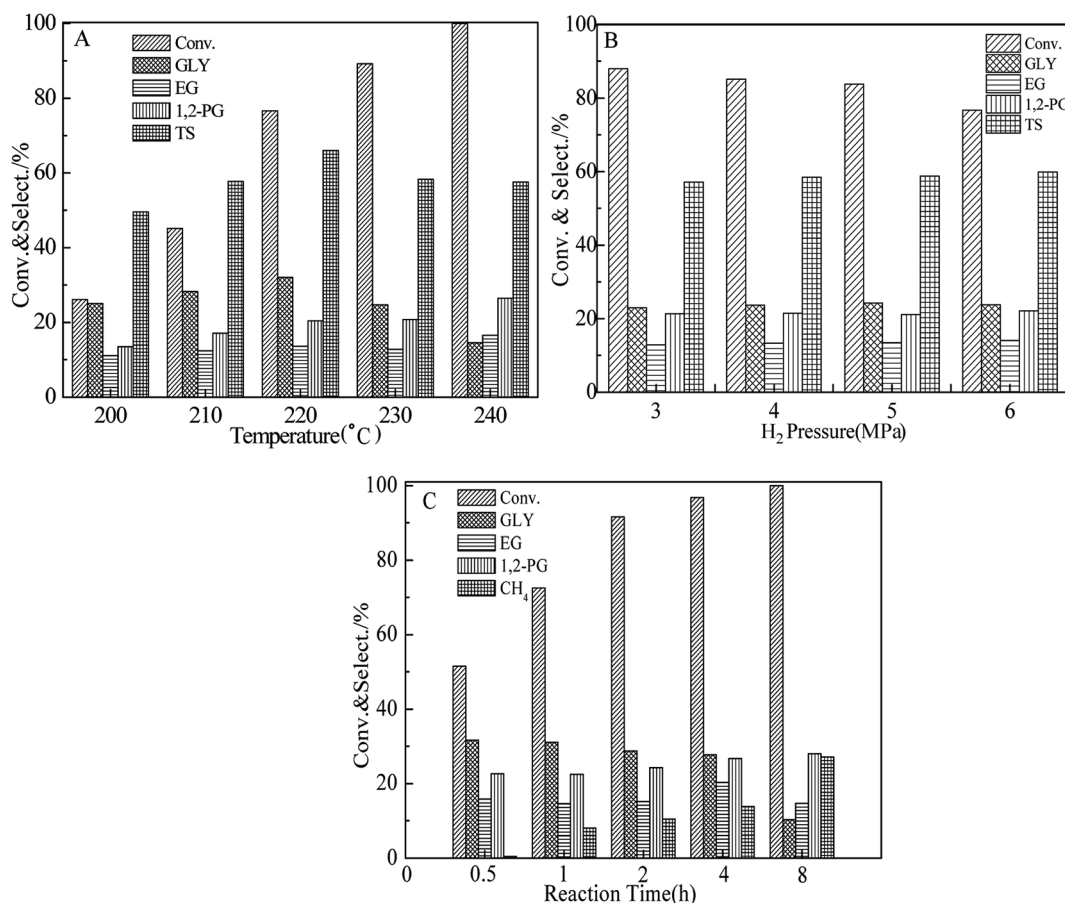 A
Conv.
GLY
EG
1,2-PG
TS
Conv.&Select./%
100
80
60
40
20
0
200 210 220 230 240
Temperature(°C)
B
Conv.
GLY
EG
1,2-PG
TS
Conv. & Select./%
100
80
60
40
20
0
3 4 5 6
H2 Pressure(MPa)
C
Conv.
GLY
EG
1,2-PG
CH4
Conv.&Select./%
100
80
60
40
20
0
0 0.5 1 2 4 8
Reaction Time(h)